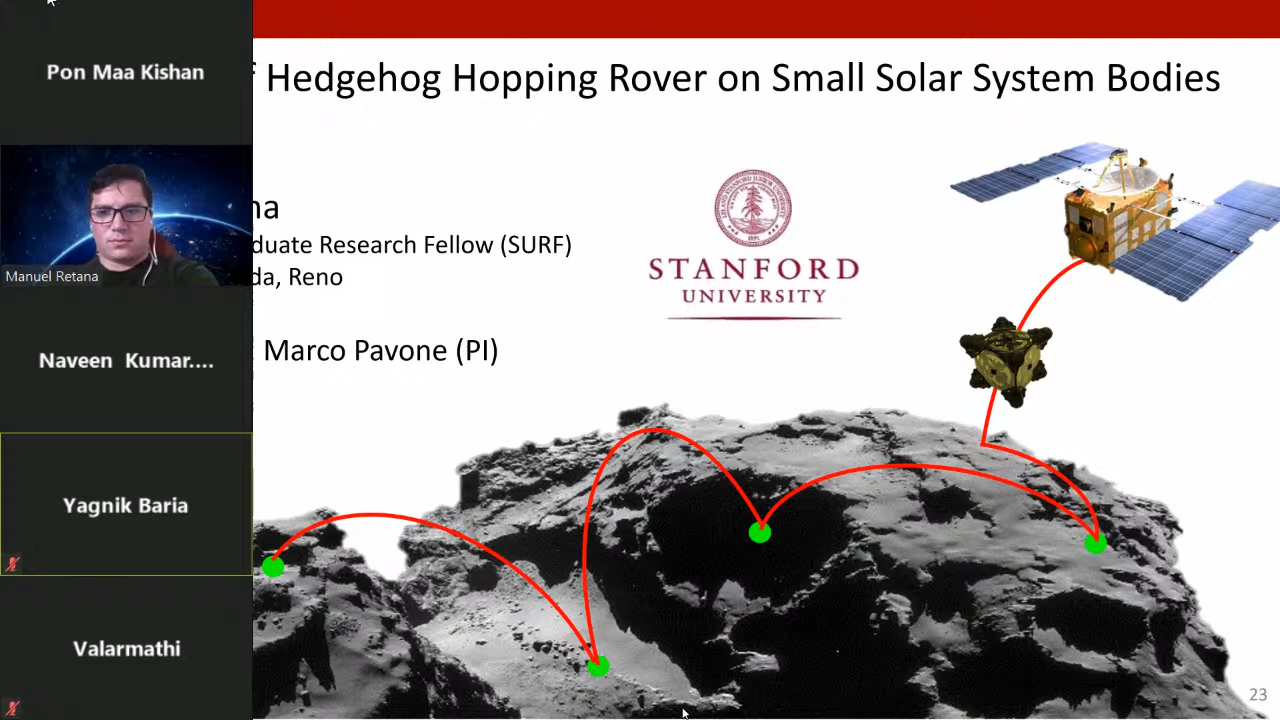 Pon Maa Kishan
Manuel Retana
Naveen  Kumar....
Yagnik Baria
Valarmathi
Hedgehog Hopping Rover on Small Solar System Bodies
na
duate Research Fellow (SURF)
da, Reno
Marco Pavone (PI)
STANFORD
UNIVERSITY
23